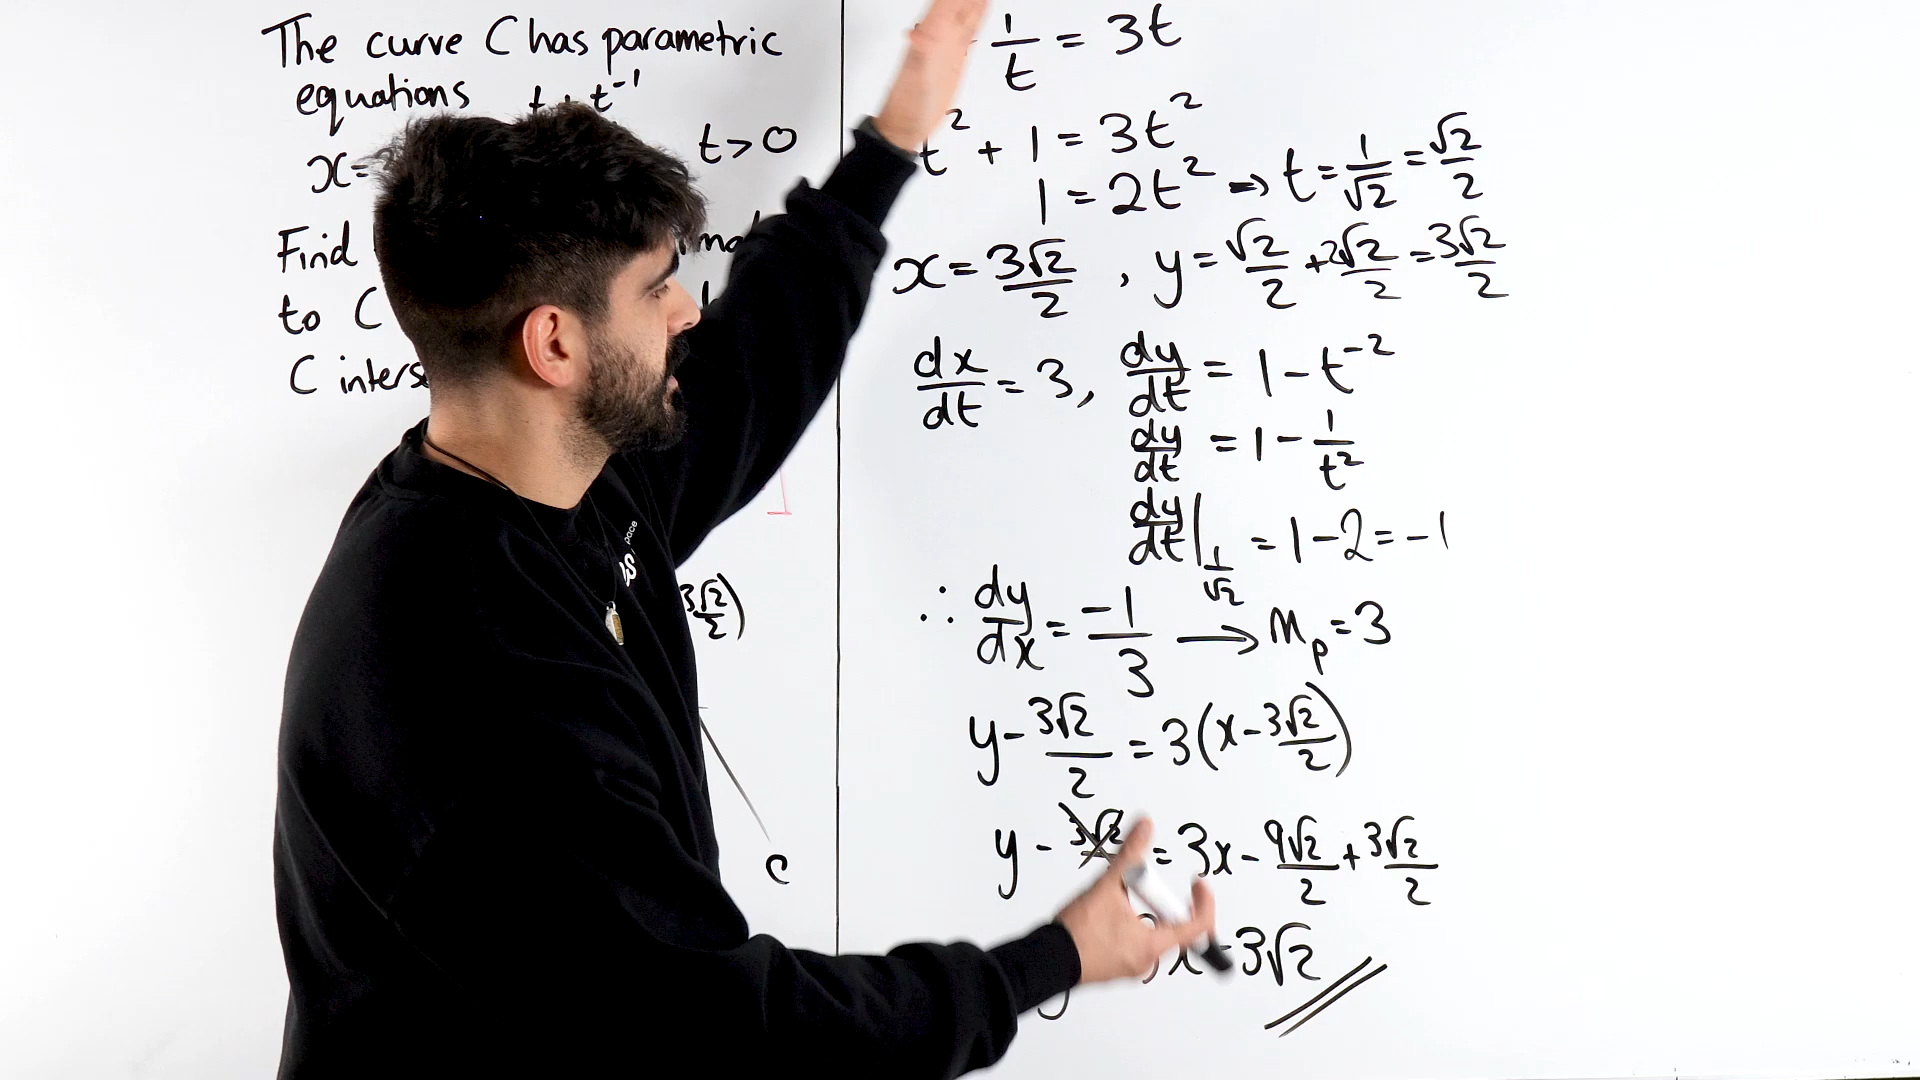 The curve C has parametric
equations t + t⁻¹
x= t>0
Find
to C
C
3√2/2)
C
1/t = 3t
t² + 1 = 3t²
1 = 2t² → t = 1/√2 = √2/2
x = 3√2/2 , y = √2/2 + 2√2/2 = 3√2/2
dx/dt = 3, dy/dt = 1 - t⁻²
dy/dt = 1 - 1/t²
dy/dt|1/√2 = 1-2 = -1
∴ dy/dx = -1/3 → mp = 3
y - 3√2/2 = 3(x - 3√2/2)
y - 3√2 = 3x - 9√2/2 + 3√2/2
3√2
pace